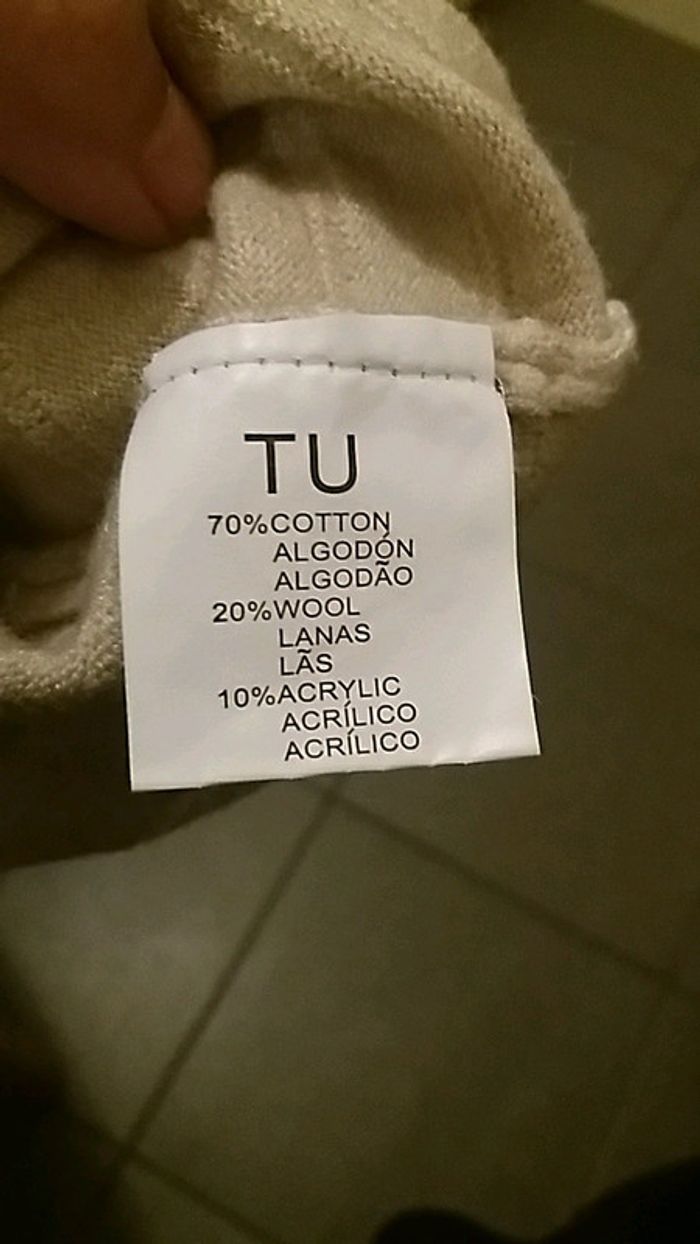 TU
70%COTTON
ALGODÓN
ALGODÃO
20%WOOL
LANAS
LÃS
10%ACRYLIC
ACRÍLICO
ACRÍLICO